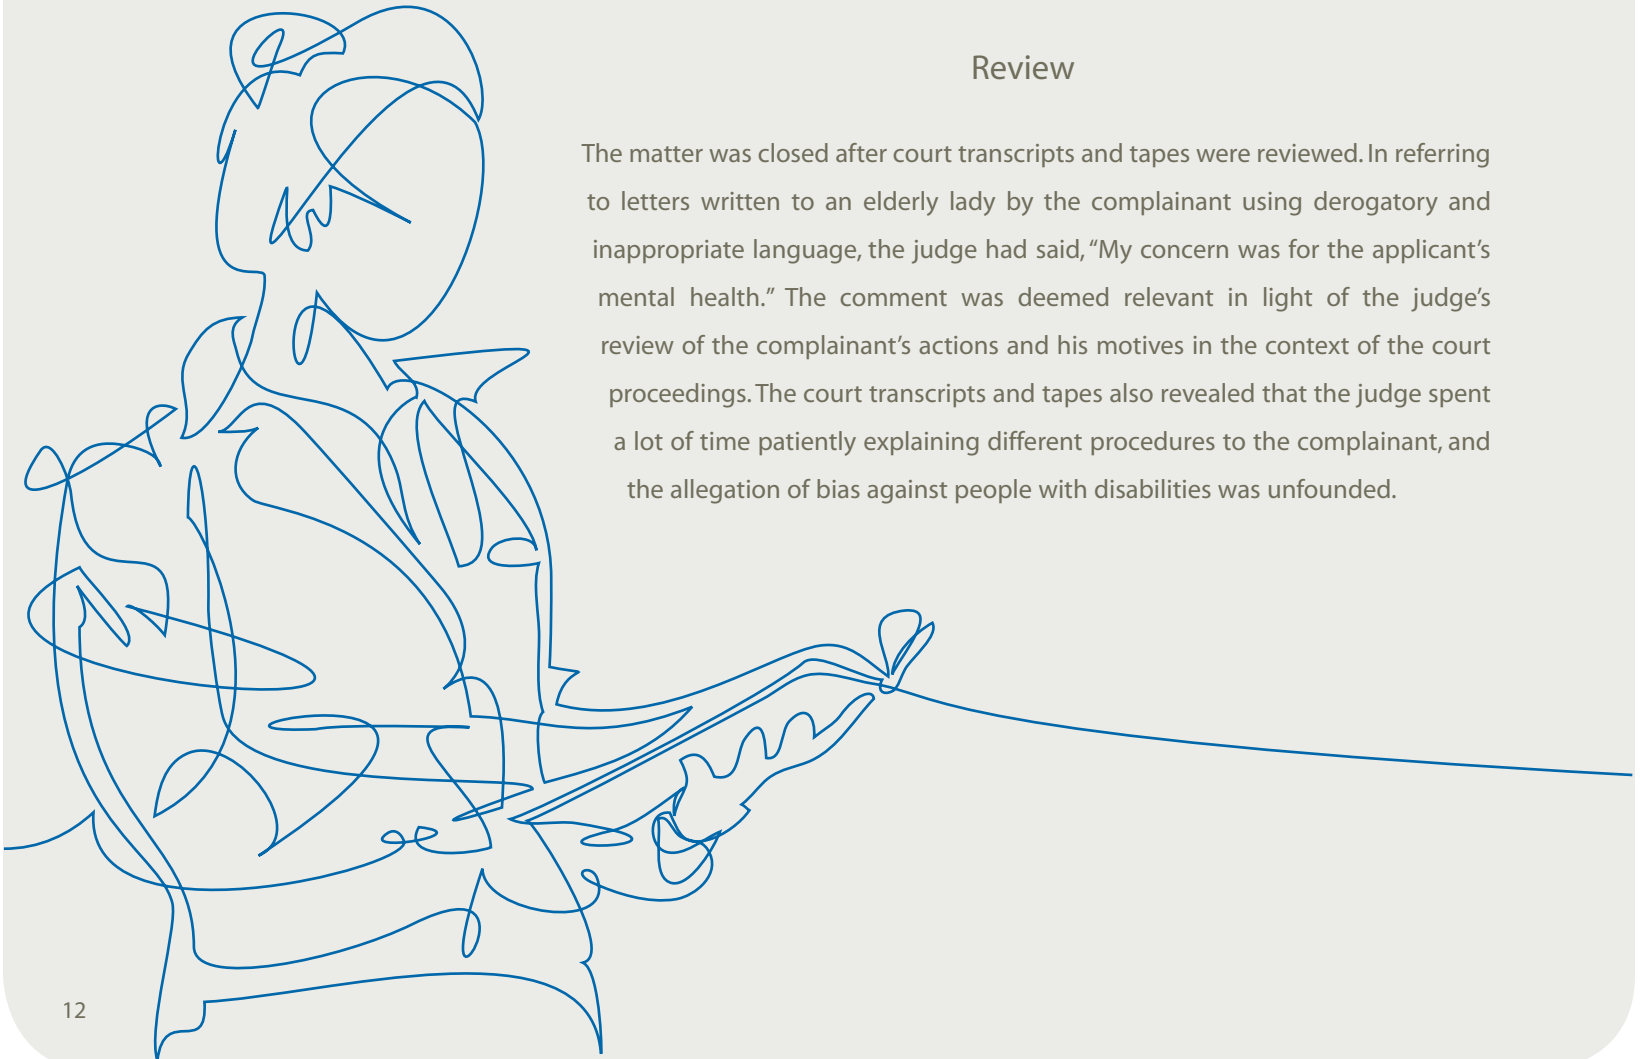 Review
The matter was closed after court transcripts and tapes were reviewed. In referring
to letters written to an elderly lady by the complainant using derogatory and
inappropriate language, the judge had said, “My concern was for the applicant’s
mental health.” The comment was deemed relevant in light of the judge’s
review of the complainant’s actions and his motives in the context of the court
proceedings. The court transcripts and tapes also revealed that the judge spent
a lot of time patiently explaining different procedures to the complainant, and
the allegation of bias against people with disabilities was unfounded.
12